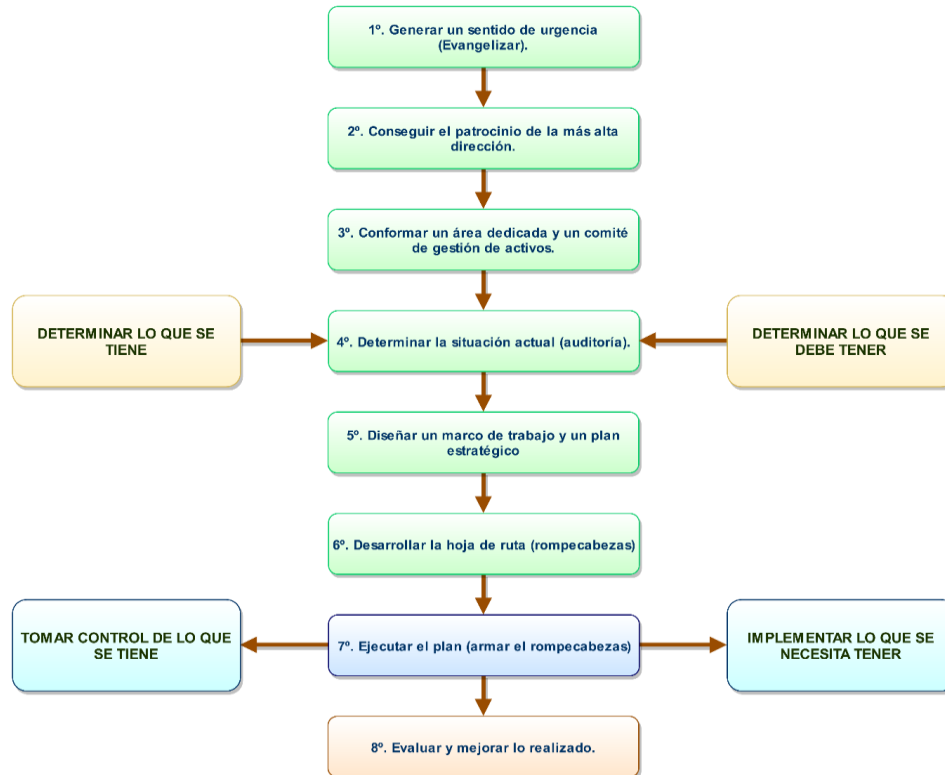 1º. Generar un sentido de urgencia
(Evangelizar).
2º. Conseguir el patrocinio de la más alta
dirección.
3º. Conformar un área dedicada y un comité
de gestión de activos.
DETERMINAR LO QUE SE
TIENE
4º. Determinar la situación actual (auditoría).
DETERMINAR LO QUE SE
DEBE TENER
5º. Diseñar un marco de trabajo y un plan
estratégico
6º. Desarrollar la hoja de ruta (rompecabezas)
TOMAR CONTROL DE LO QUE
SE TIENE
7º. Ejecutar el plan (armar el rompecabezas)
IMPLEMENTAR LO QUE SE
NECESITA TENER
8º. Evaluar y mejorar lo realizado.